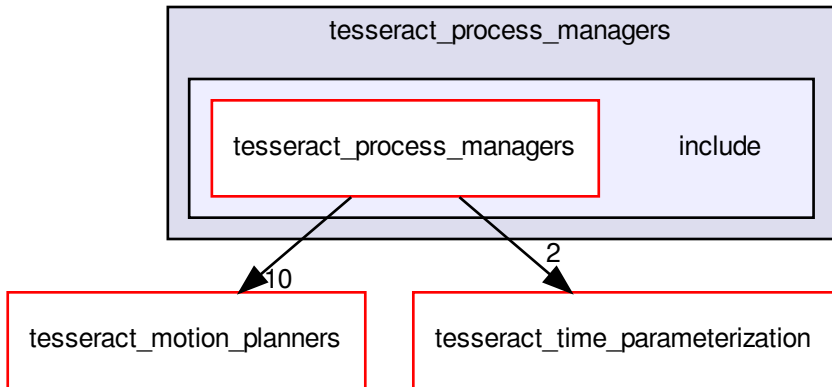 tesseract_process_managers
tesseract_process_managers
include
2
10
tesseract_motion_planners
tesseract_time_parameterization